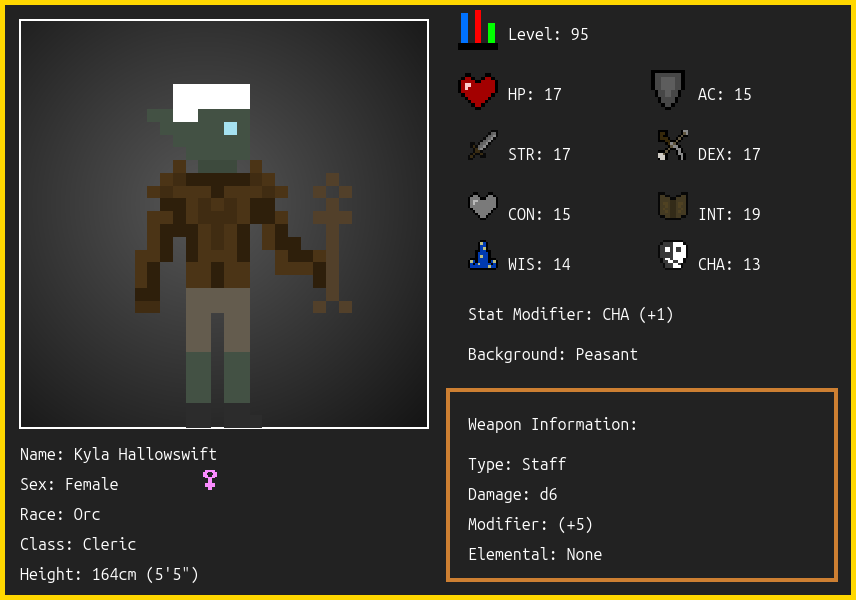 Level: 95
HP: 17
AC: 15
STR: 17
DEX: 17
CON: 15
INT: 19
WIS: 14
CHA: 13
Stat Modifier: CHA (+1)
Background: Peasant
Weapon Information:
Type: Staff
Damage: d6
Modifier: (+5)
Elemental: None
Name: Kyla Hallowswift
Sex: Female
Race: Orc
Class: Cleric
Height: 164cm (5'5")